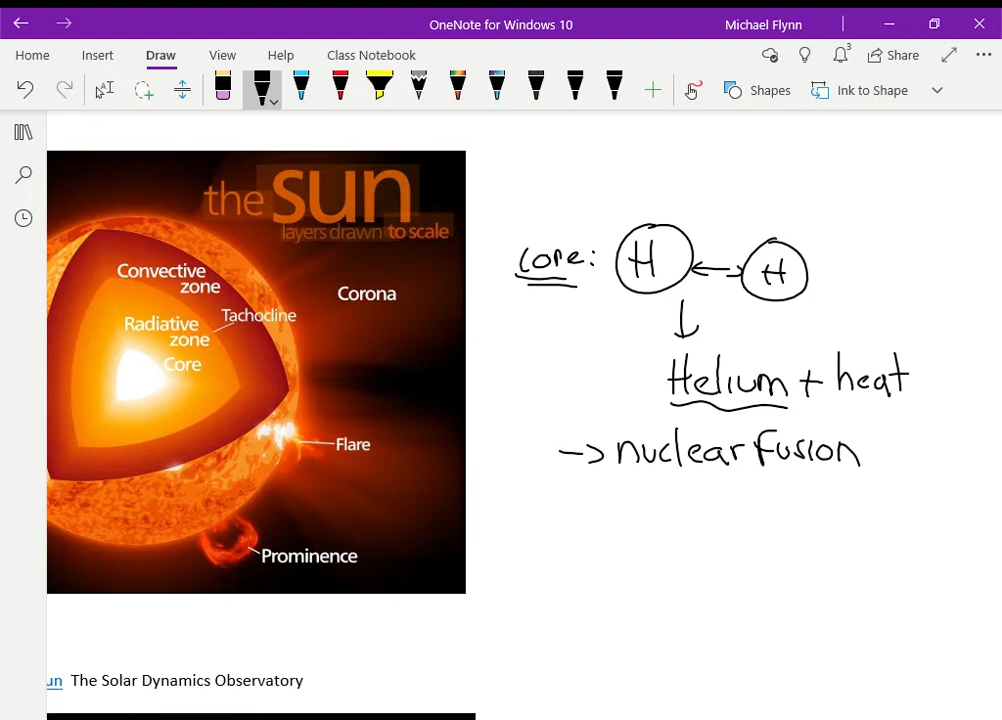 OneNote for Windows 10
Michael Flynn
Home Insert Draw View Help Class Notebook
3
Share
Shapes
Ink to Shape
the sun
layers drawn to scale
Convective
zone
Corona
Tachocline
Radiative
zone
Core
Flare
Prominence
core: H ↔ H
↓
Helium + heat
→ nuclear fusion
un The Solar Dynamics Observatory